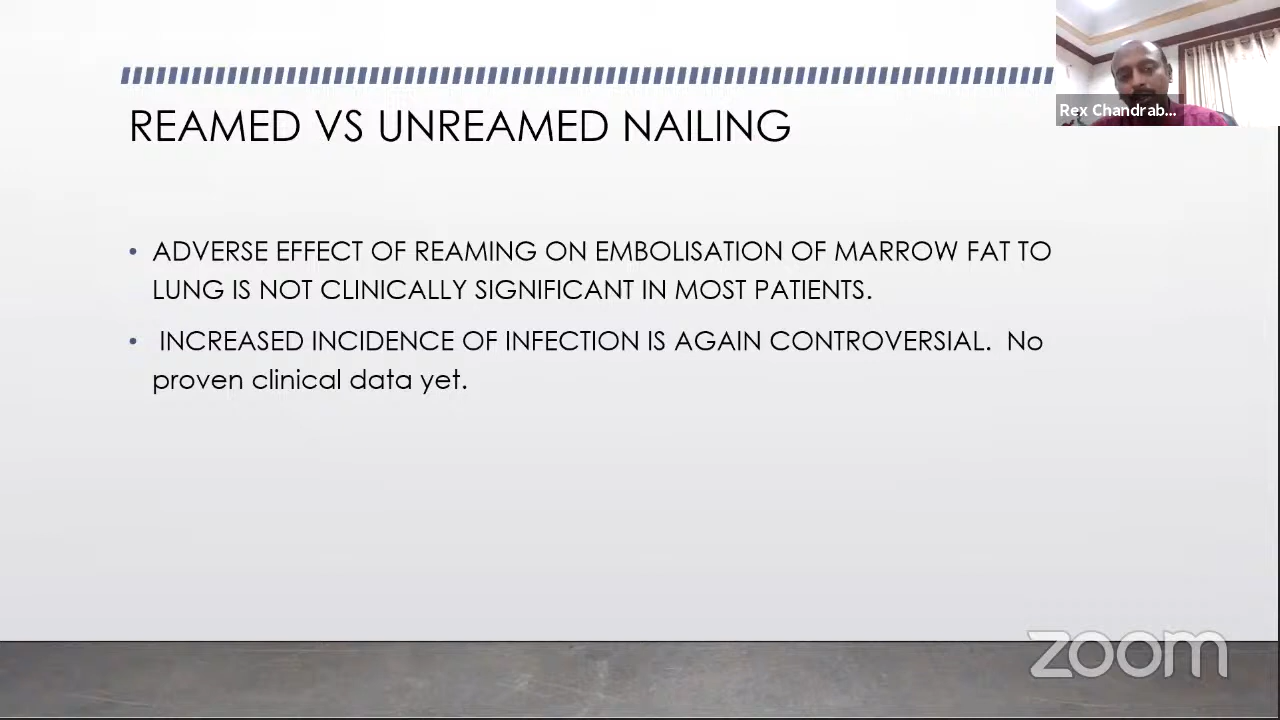 REAMED VS UNREAMED NAILING
Rex Chandrab...
• ADVERSE EFFECT OF REAMING ON EMBOLISATION OF MARROW FAT TO
LUNG IS NOT CLINICALLY SIGNIFICANT IN MOST PATIENTS.
• INCREASED INCIDENCE OF INFECTION IS AGAIN CONTROVERSIAL. No
proven clinical data yet.
zoom